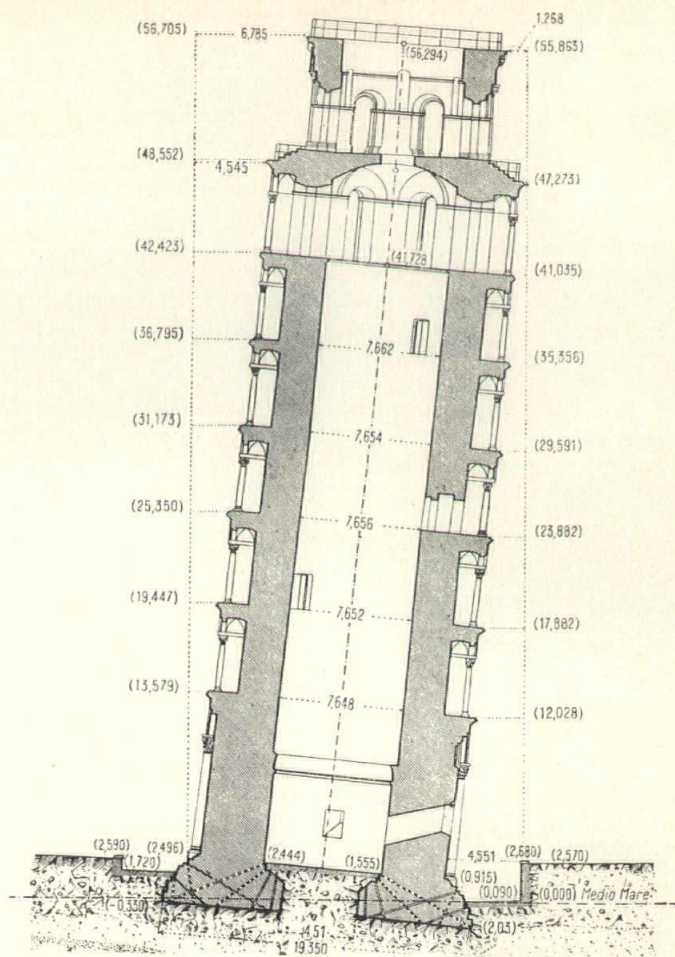 (56,705) 6,785 1.268
(56,294) (55,863)
(48,552) 4,545 (47,273)
(42,423) (41,728 (41,035)
(36,795) 7,662 (35,356)
(31,173) 7,654 (29,591)
(25,350) 7,656 (23,882)
(19,447) 7,652 (17,882)
(13,579) 7,648 (12,028)
(2,590) (2,496) (2,444) (1,555) 4,551 (2,680) (2,570)
(1,720) (0,915)
(-0,330) (0,090) (0,000) Medio Mare
4,51 (2,03)
19.350